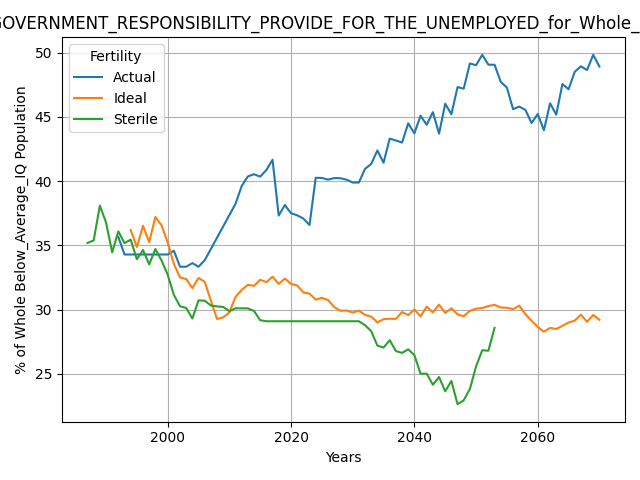 GOVERNMENT_RESPONSIBILITY_PROVIDE_FOR_THE_UNEMPLOYED_for_Whole_
Fertility
Actual
Ideal
Sterile
% of Whole Below_Average_IQ Population
50
45
40
35
30
25
2000
2020
2040
2060
Years